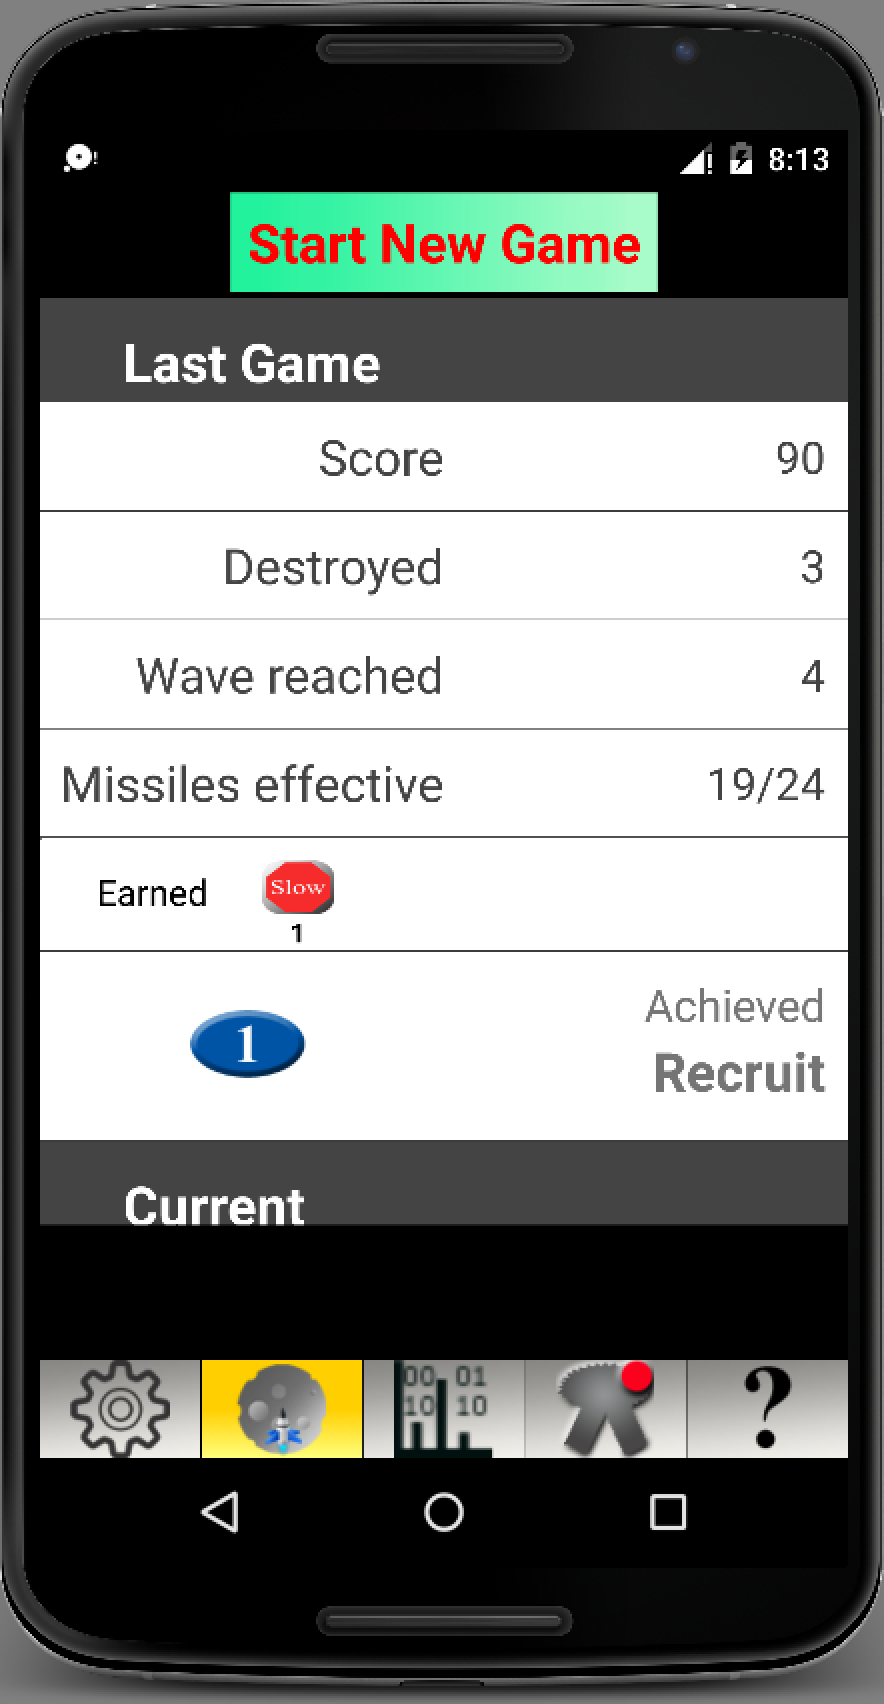 8:13
Start New Game
Last Game
Score 90
Destroyed 3
Wave reached 4
Missiles effective 19/24
Earned Slow
1
1 Achieved
Recruit
Current
00 01
10 10
?